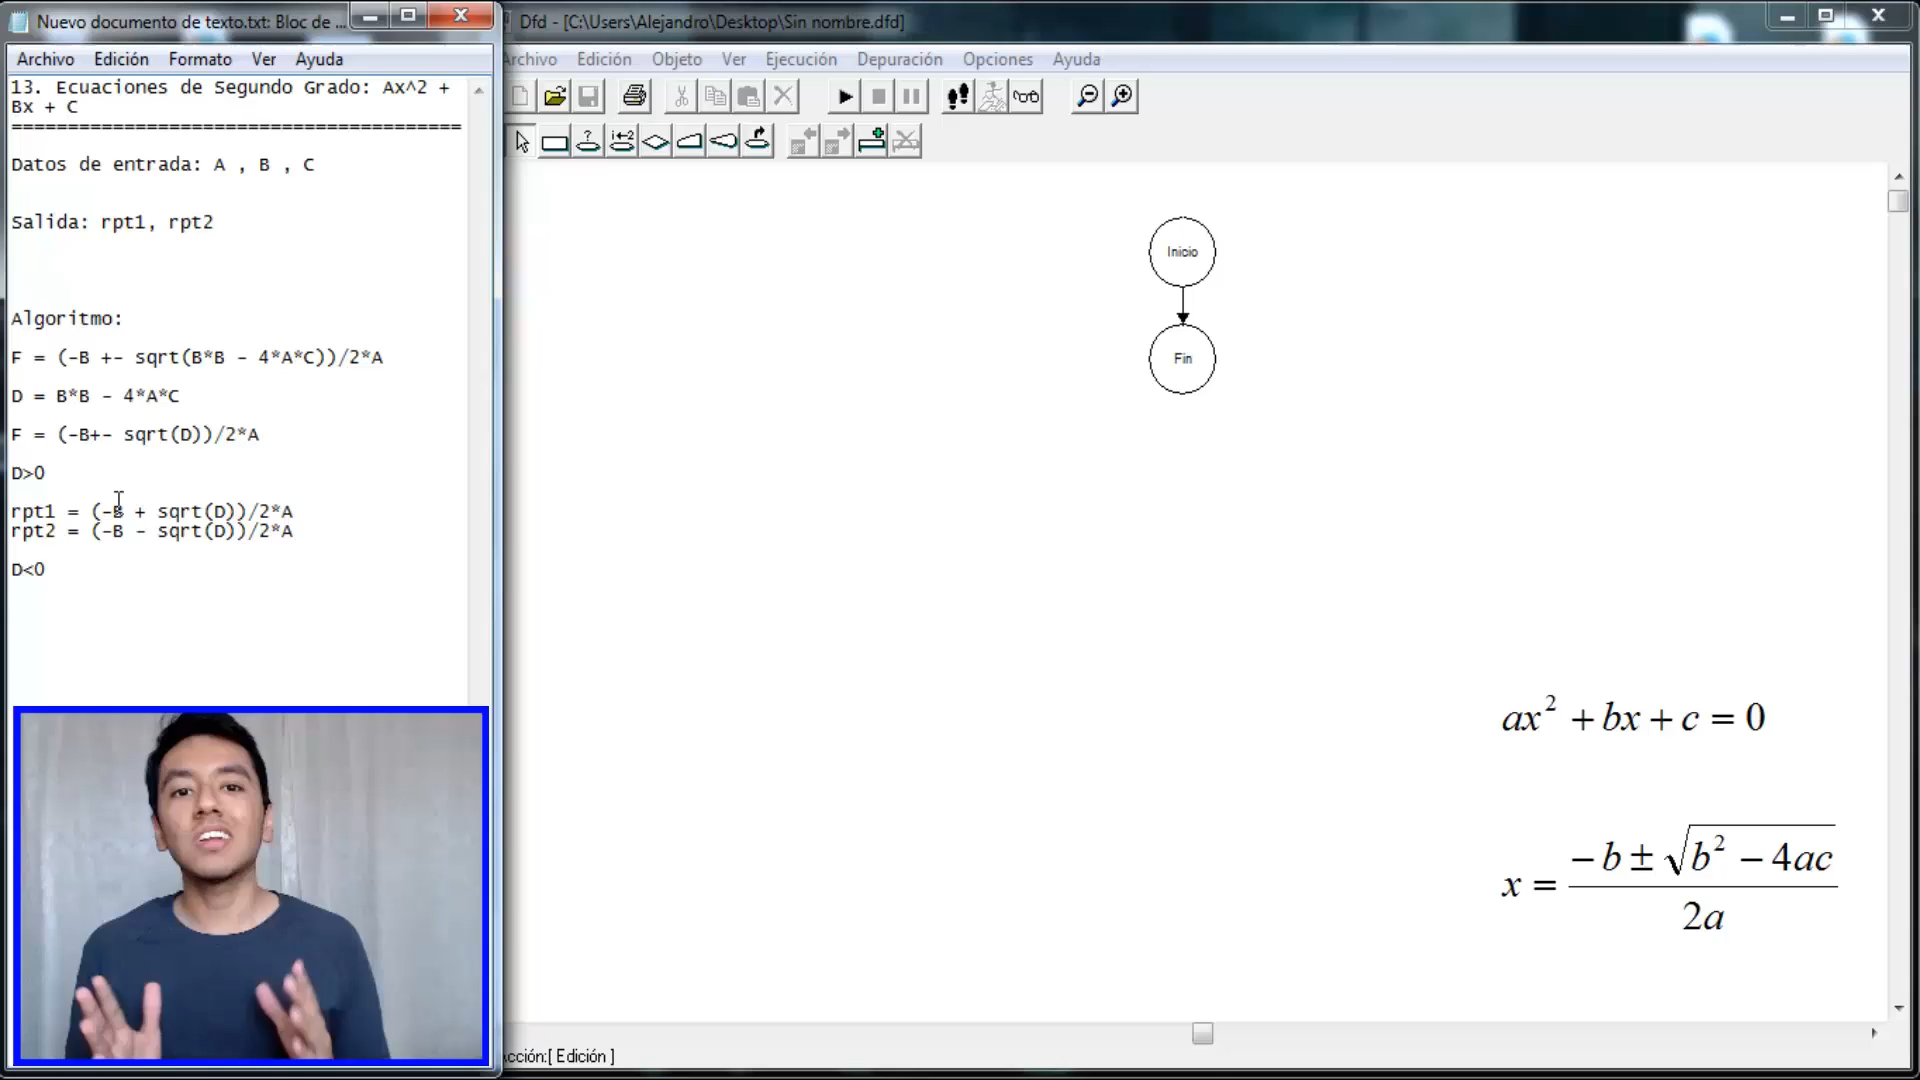 Nuevo documento de texto.txt: Bloc de ...
Archivo Edición Formato Ver Ayuda
13. Ecuaciones de Segundo Grado: Ax^2 +
Bx + C
========================================
Datos de entrada: A , B , C
Salida: rpt1, rpt2
Algoritmo:
F = (-B +- sqrt(B*B - 4*A*C))/2*A
D = B*B - 4*A*C
F = (-B+- sqrt(D))/2*A
D>0
rpt1 = (-B + sqrt(D))/2*A
rpt2 = (-B - sqrt(D))/2*A
D<0
Dfd - [C:\Users\Alejandro\Desktop\Sin nombre.dfd]
rchivo Edición Objeto Ver Ejecución Depuración Opciones Ayuda
Inicio
Fin
ax² + bx + c = 0
x = (-b ± √(b² - 4ac)) / 2a
cción:[ Edición ]